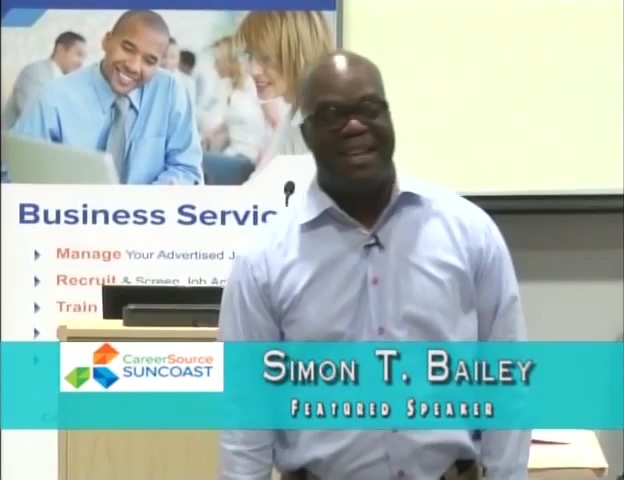 Business Servic
Manage Your Advertised J
Recruit & Screen Job A
Train
CareerSource
SUNCOAST
SIMON T. BAILEY
FEATURED SPEAKER